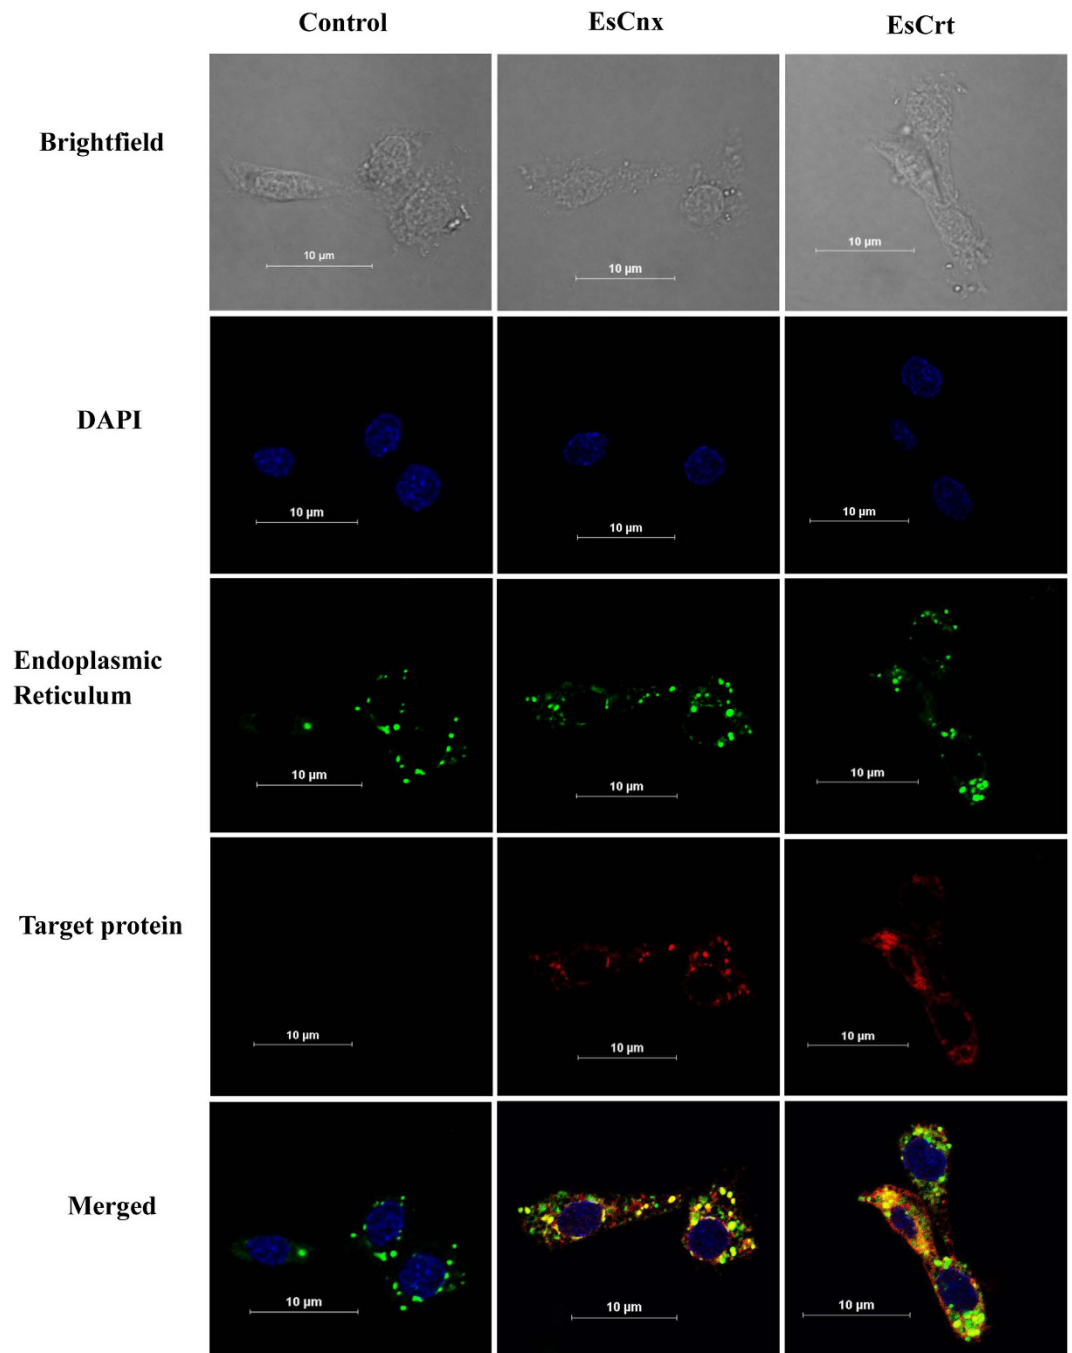 Control EsCnx EsCrt
Brightfield
10 µm 10 µm 10 µm
DAPI
10 µm 10 µm 10 µm
Endoplasmic
Reticulum
10 µm 10 µm 10 µm
Target protein
10 µm 10 µm 10 µm
Merged
10 µm 10 µm 10 µm